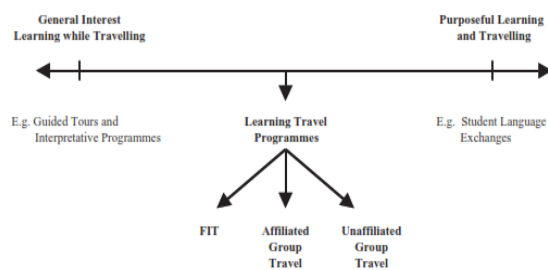 General Interest
Learning while Travelling
Purposeful Learning
and Travelling
E.g. Guided Tours and
Interpretative Programmes
Learning Travel
Programmes
E.g. Student Language
Exchanges
FIT
Affiliated
Group
Travel
Unaffiliated
Group
Travel